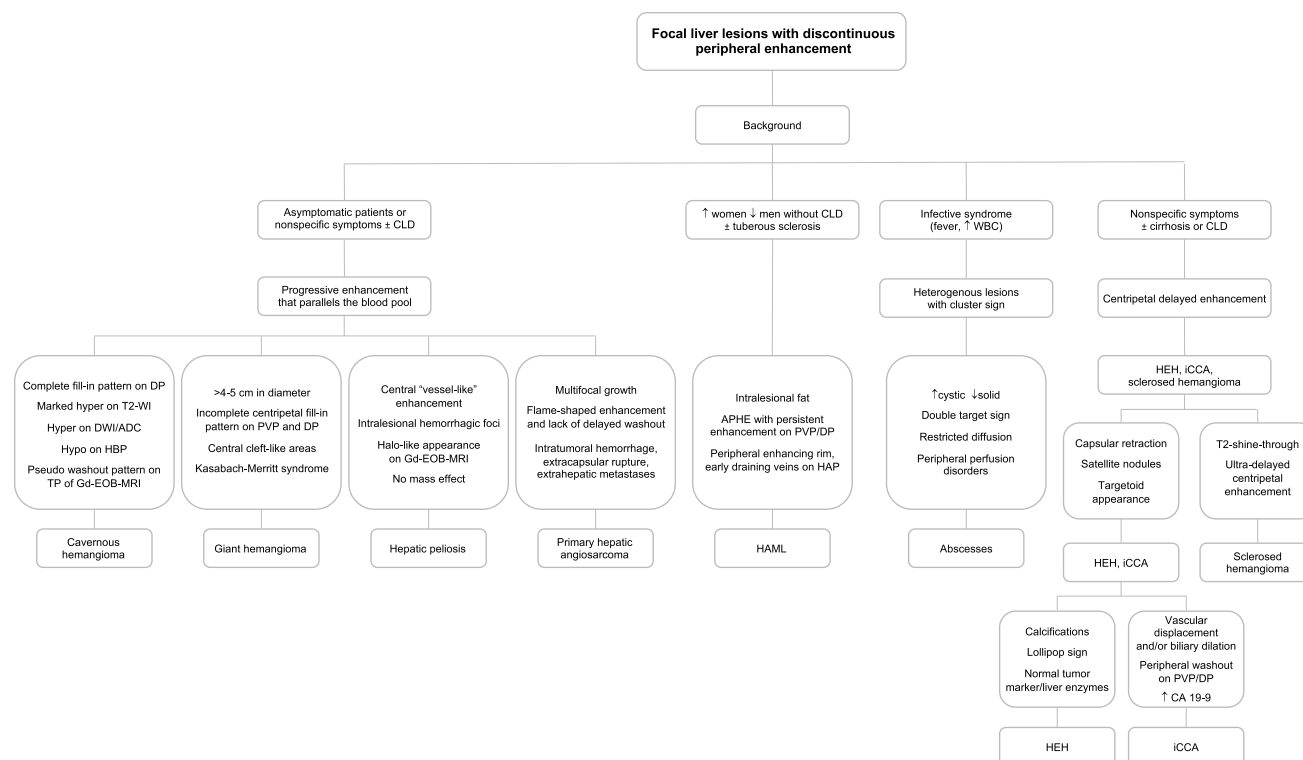 Focal liver lesions with discontinuous
peripheral enhancement
Background
Asymptomatic patients or
nonspecific symptoms ± CLD
↑ women ↓ men without CLD
± tuberous sclerosis
Infective syndrome
(fever, ↑ WBC)
Nonspecific symptoms
± cirrhosis or CLD
Progressive enhancement
that parallels the blood pool
Heterogenous lesions
with cluster sign
Centripetal delayed enhancement
HEH, iCCA,
sclerosed hemangioma
Complete fill-in pattern on DP
Marked hyper on T2-WI
Hyper on DWI/ADC
Hypo on HBP
Pseudo washout pattern on
TP of Gd-EOB-MRI
>4-5 cm in diameter
Incomplete centripetal fill-in
pattern on PVP and DP
Central cleft-like areas
Kasabach-Merritt syndrome
Central “vessel-like”
enhancement
Intralesional hemorrhagic foci
Halo-like appearance
on Gd-EOB-MRI
No mass effect
Multifocal growth
Flame-shaped enhancement
and lack of delayed washout
Intratumoral hemorrhage,
extracapsular rupture,
extrahepatic metastases
Intralesional fat
APHE with persistent
enhancement on PVP/DP
Peripheral enhancing rim,
early draining veins on HAP
↑cystic ↓solid
Double target sign
Restricted diffusion
Peripheral perfusion
disorders
Capsular retraction
Satellite nodules
Targetoid
appearance
T2-shine-through
Ultra-delayed
centripetal
enhancement
Cavernous
hemangioma
Giant hemangioma
Hepatic peliosis
Primary hepatic
angiosarcoma
HAML
Abscesses
HEH, iCCA
Sclerosed
hemangioma
Calcifications
Lollipop sign
Normal tumor
marker/liver enzymes
Vascular
displacement
and/or biliary dilation
Peripheral washout
on PVP/DP
↑ CA 19-9
HEH
iCCA